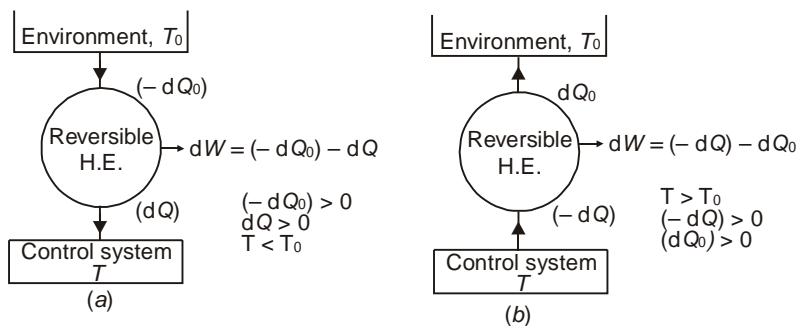 Environment, T0
(– dQ0)
Reversible
H.E.
dW = (– dQ0) – dQ
(dQ)
(– dQ0) > 0
dQ > 0
T < T0
Control system
T
(a)
Environment, T0
dQ0
Reversible
H.E.
dW = (– dQ) – dQ0
(– dQ)
T > T0
(– dQ) > 0
(dQ0) > 0
Control system
T
(b)